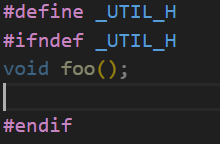 #define _UTIL_H
#ifndef _UTIL_H
void foo();
#endif